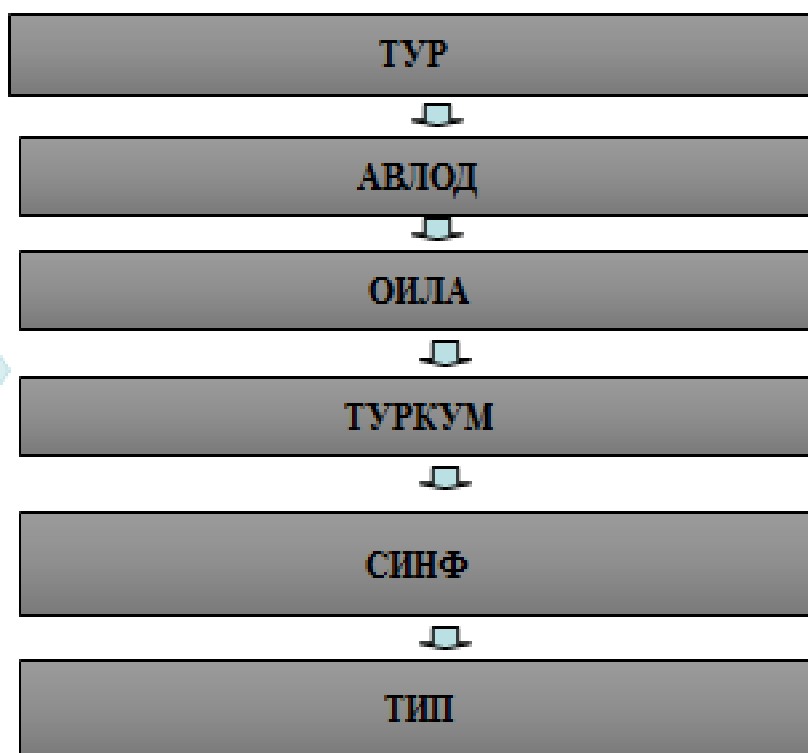 ТУР
АВЛОД
ОИЛА
ТУРКУМ
СИНФ
ТИП